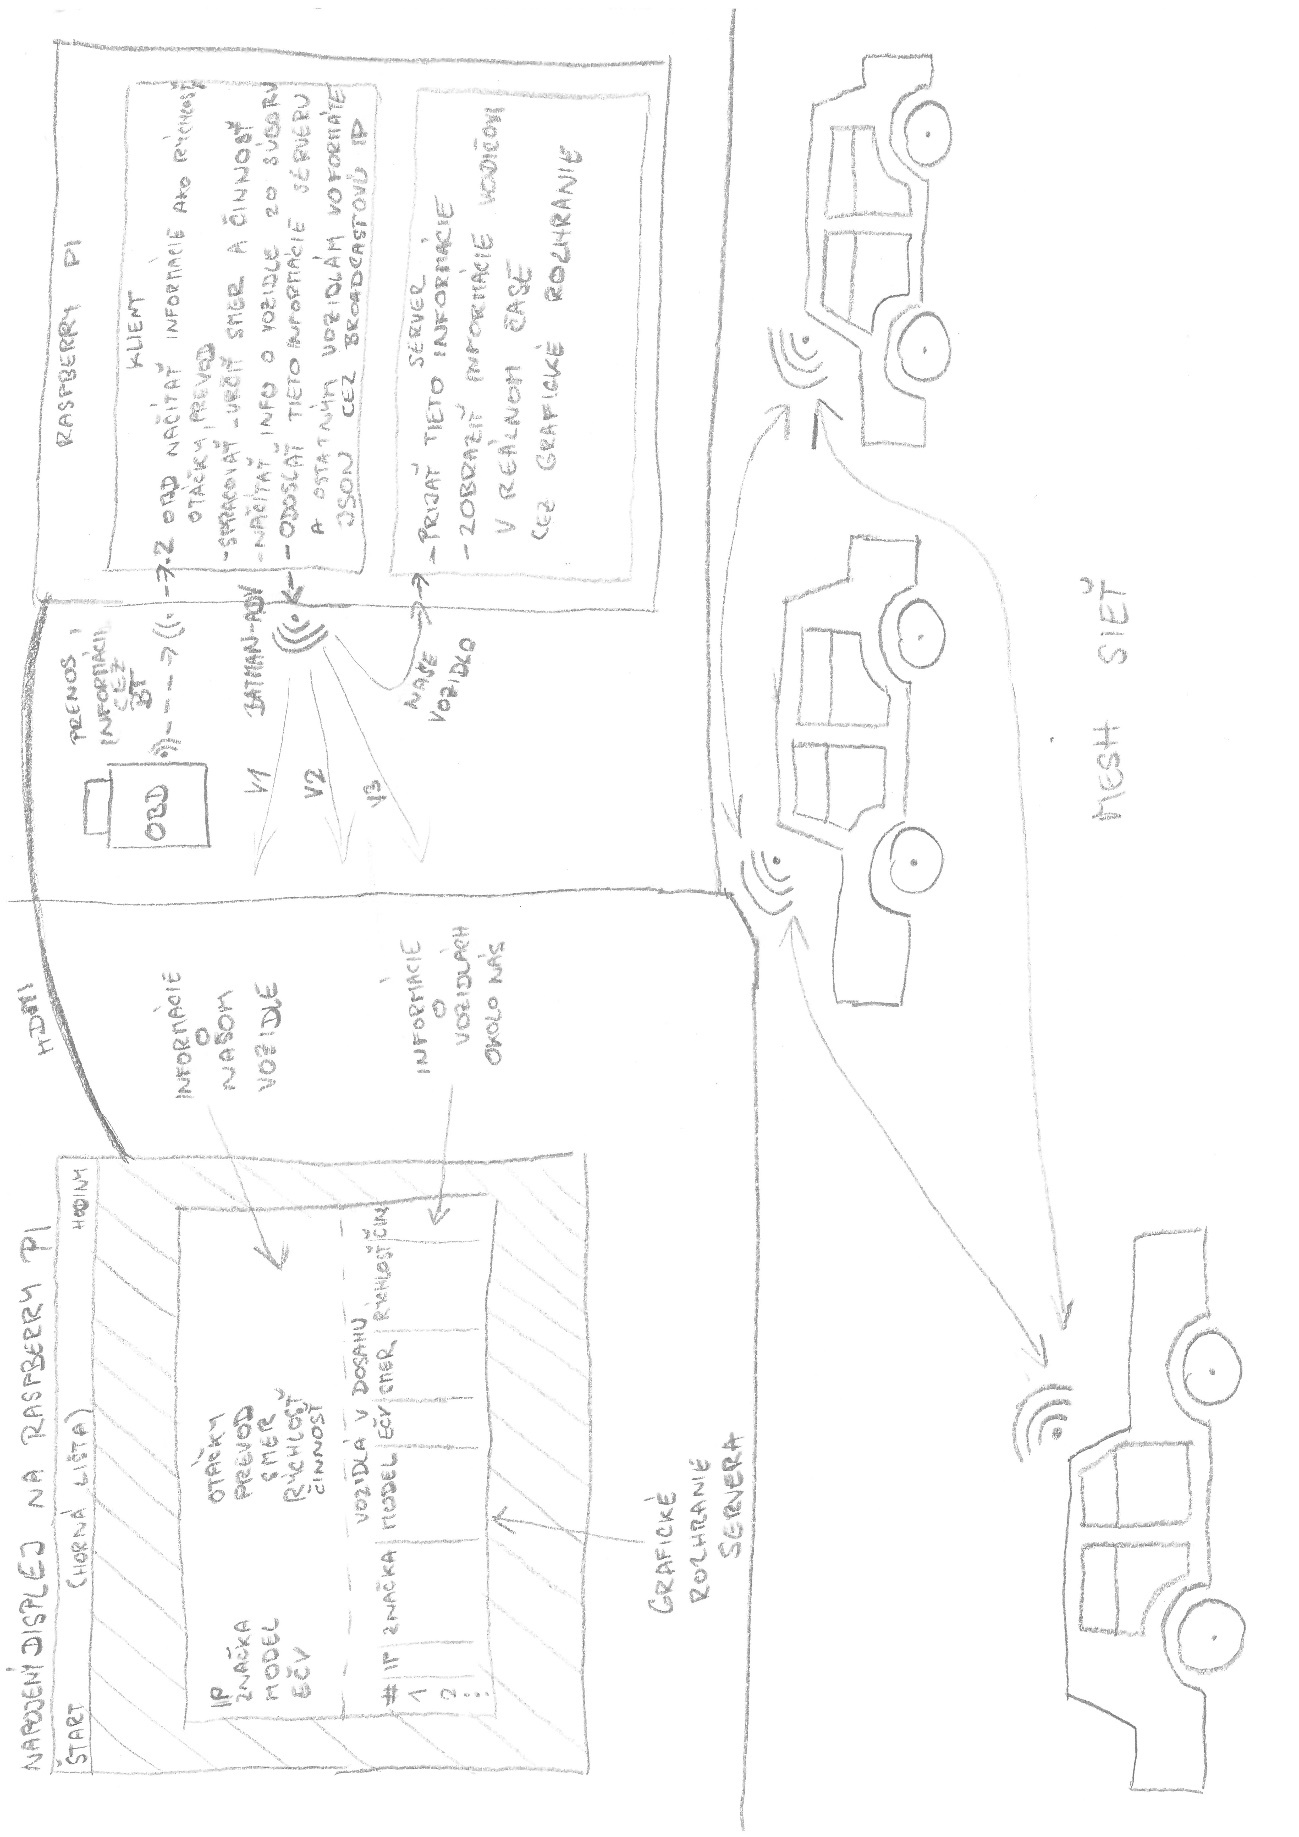 NAPOJENÝ DISPLEJ NA RASPBERRY PI
ŠTART (HORNÁ LIŠTA) HODINY
IP
ZNAČKA
MODEL
EČV
OTÁČKY
PREVOD
SMER
RÝCHLOSŤ
ČINNOSŤ
VOZIDLÁ V DOSAHU
# IP ZNAČKA MODEL EČV SMER RÝCHLOSŤ ČIN
1
2
⋮
GRAFICKÉ
ROZHRANIE
SERVERA
INFORMÁCIE
O
NAŠOM
VOZIDLE
INFORMÁCIE
O
VOZIDLÁCH
OKOLO NÁS
HDMI
PRENOS
INFORMÁCIÍ
CEZ
BT
OBD
BATMAN-ADV
V1
V2
V3
NAŠE
VOZIDLO
RASPBERRY PI
KLIENT
-Z OBD NAČÍTAŤ INFORMÁCIE AKO RÝCHLOSŤ
OTÁČKY, PREVOD
-SPRACOVAŤ - URČIŤ SMER A ČINNOSŤ
-NAČÍTAŤ INFO O VOZIDLE ZO SÚBORU
- ODOSLAŤ TIETO INFORMÁCIE SERVERU
A OSTATNÝM VOZIDLÁM VO FORMÁTE
JSON CEZ BROADCASTOVÚ IP
SERVER
- PRIJAŤ TIETO INFORMÁCIE
- ZOBRAZIŤ INFORMÁCIE VODIČOVI
V REÁLNOM ČASE
CEZ GRAFICKÉ ROZHRANIE
MESH SIEŤ